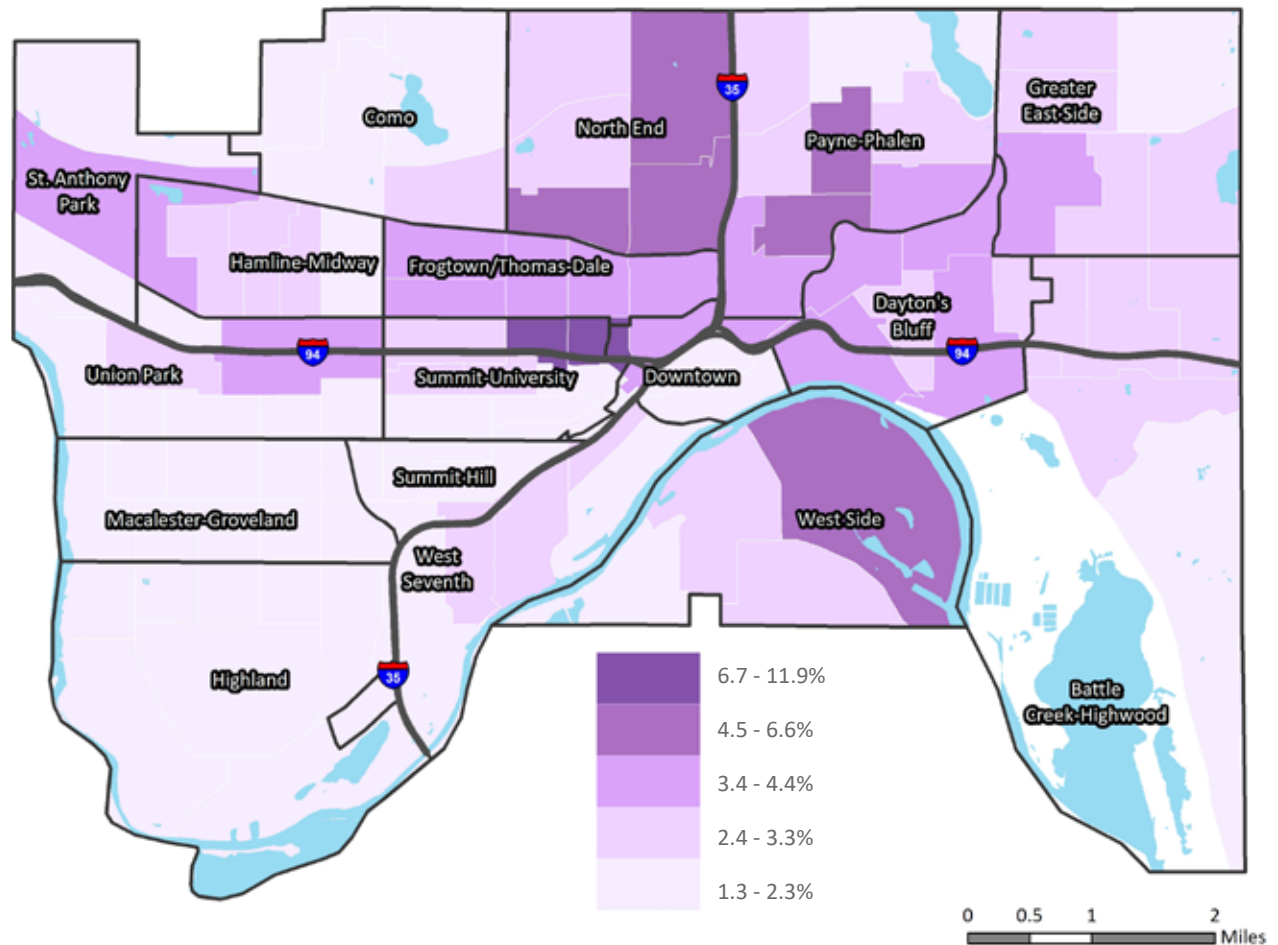 35
Como
North End
Greater
East-Side
Payne-Phalen
St. Anthony
Park
Hamline-Midway
Frogtown/Thomas-Dale
Dayton's
Bluff
94
94
Union Park
Summit-University
Downtown
Summit-Hill
Macalester-Groveland
West Side
West
Seventh
Highland
35
Battle
Creek-Highwood
6.7 - 11.9%
4.5 - 6.6%
3.4 - 4.4%
2.4 - 3.3%
1.3 - 2.3%
0 0.5 1 2
Miles